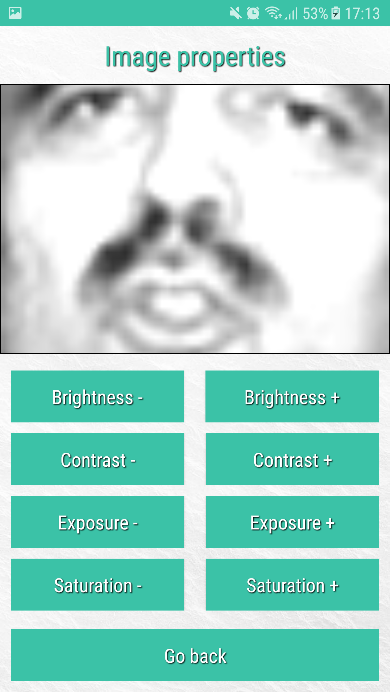 53% 17:13
Image properties
Brightness - Brightness +
Contrast - Contrast +
Exposure - Exposure +
Saturation - Saturation +
Go back